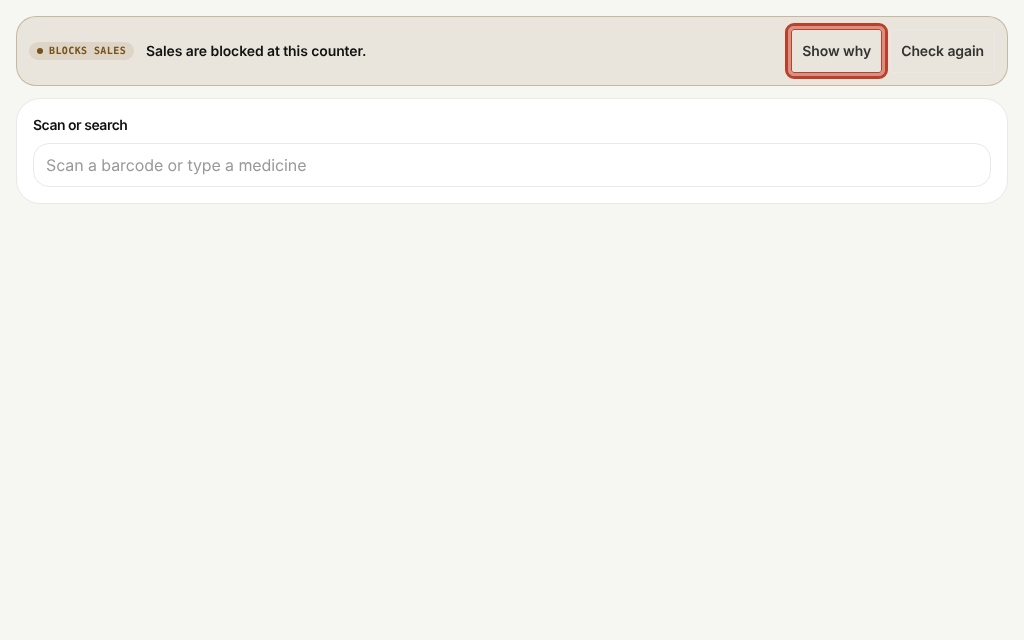 BLOCKS SALES
Sales are blocked at this counter.
Show why
Check again
Scan or search
Scan a barcode or type a medicine